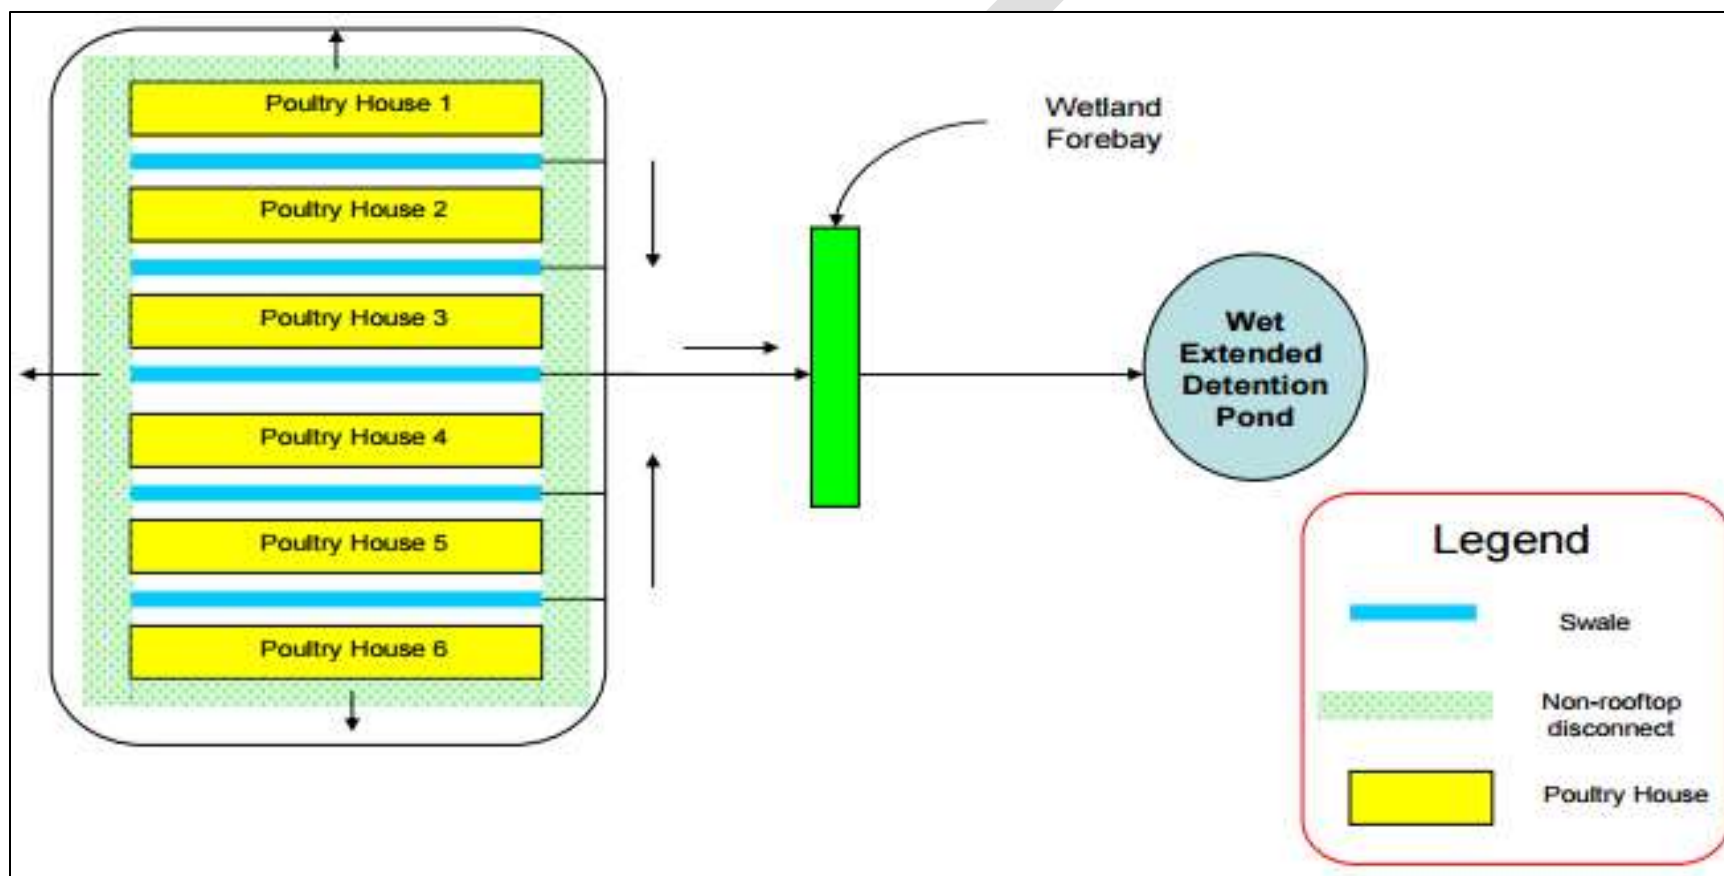 Poultry House 1
Poultry House 2
Poultry House 3
Poultry House 4
Poultry House 5
Poultry House 6
Wetland
Forebay
Wet
Extended
Detention
Pond
Legend
Swale
Non-rooftop
disconnect
Poultry House